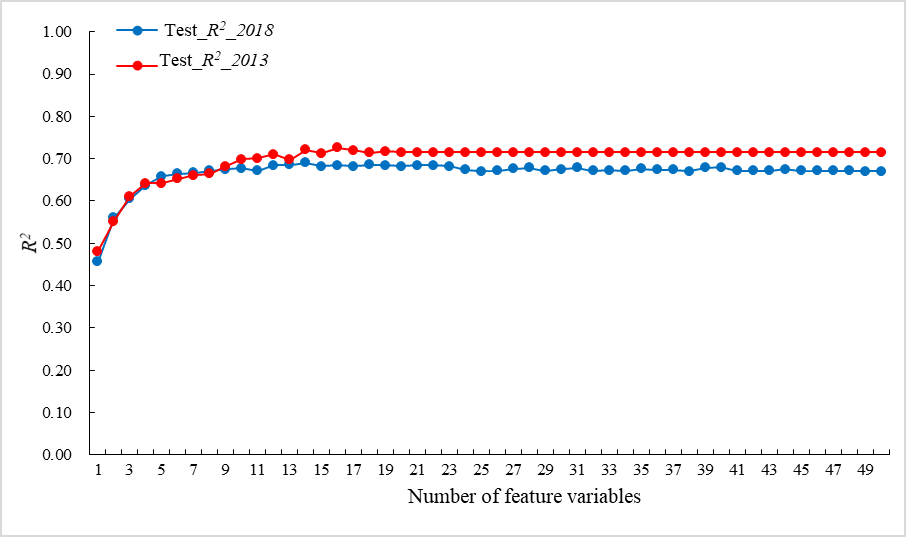 Test_R²_2018
Test_R²_2013
1.00
0.90
0.80
0.70
0.60
0.50
0.40
0.30
0.20
0.10
0.00
R²
1 3 5 7 9 11 13 15 17 19 21 23 25 27 29 31 33 35 37 39 41 43 45 47 49
Number of feature variables